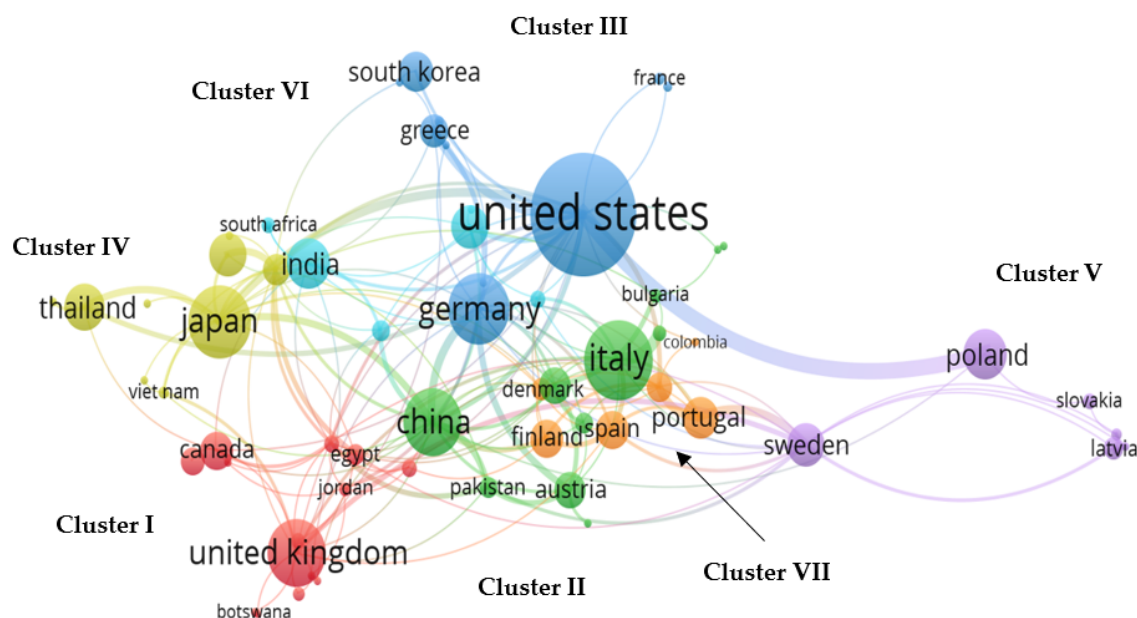 Cluster III
south korea
france
Cluster VI
greece
united states
south africa
Cluster IV
india
Cluster V
thailand
japan
germany
bulgaria
colombia
italy
poland
viet nam
denmark
slovakia
china
portugal
finland
spain
sweden
latvia
canada
egypt
jordan
pakistan
austria
Cluster I
united kingdom
Cluster II
Cluster VII
botswana